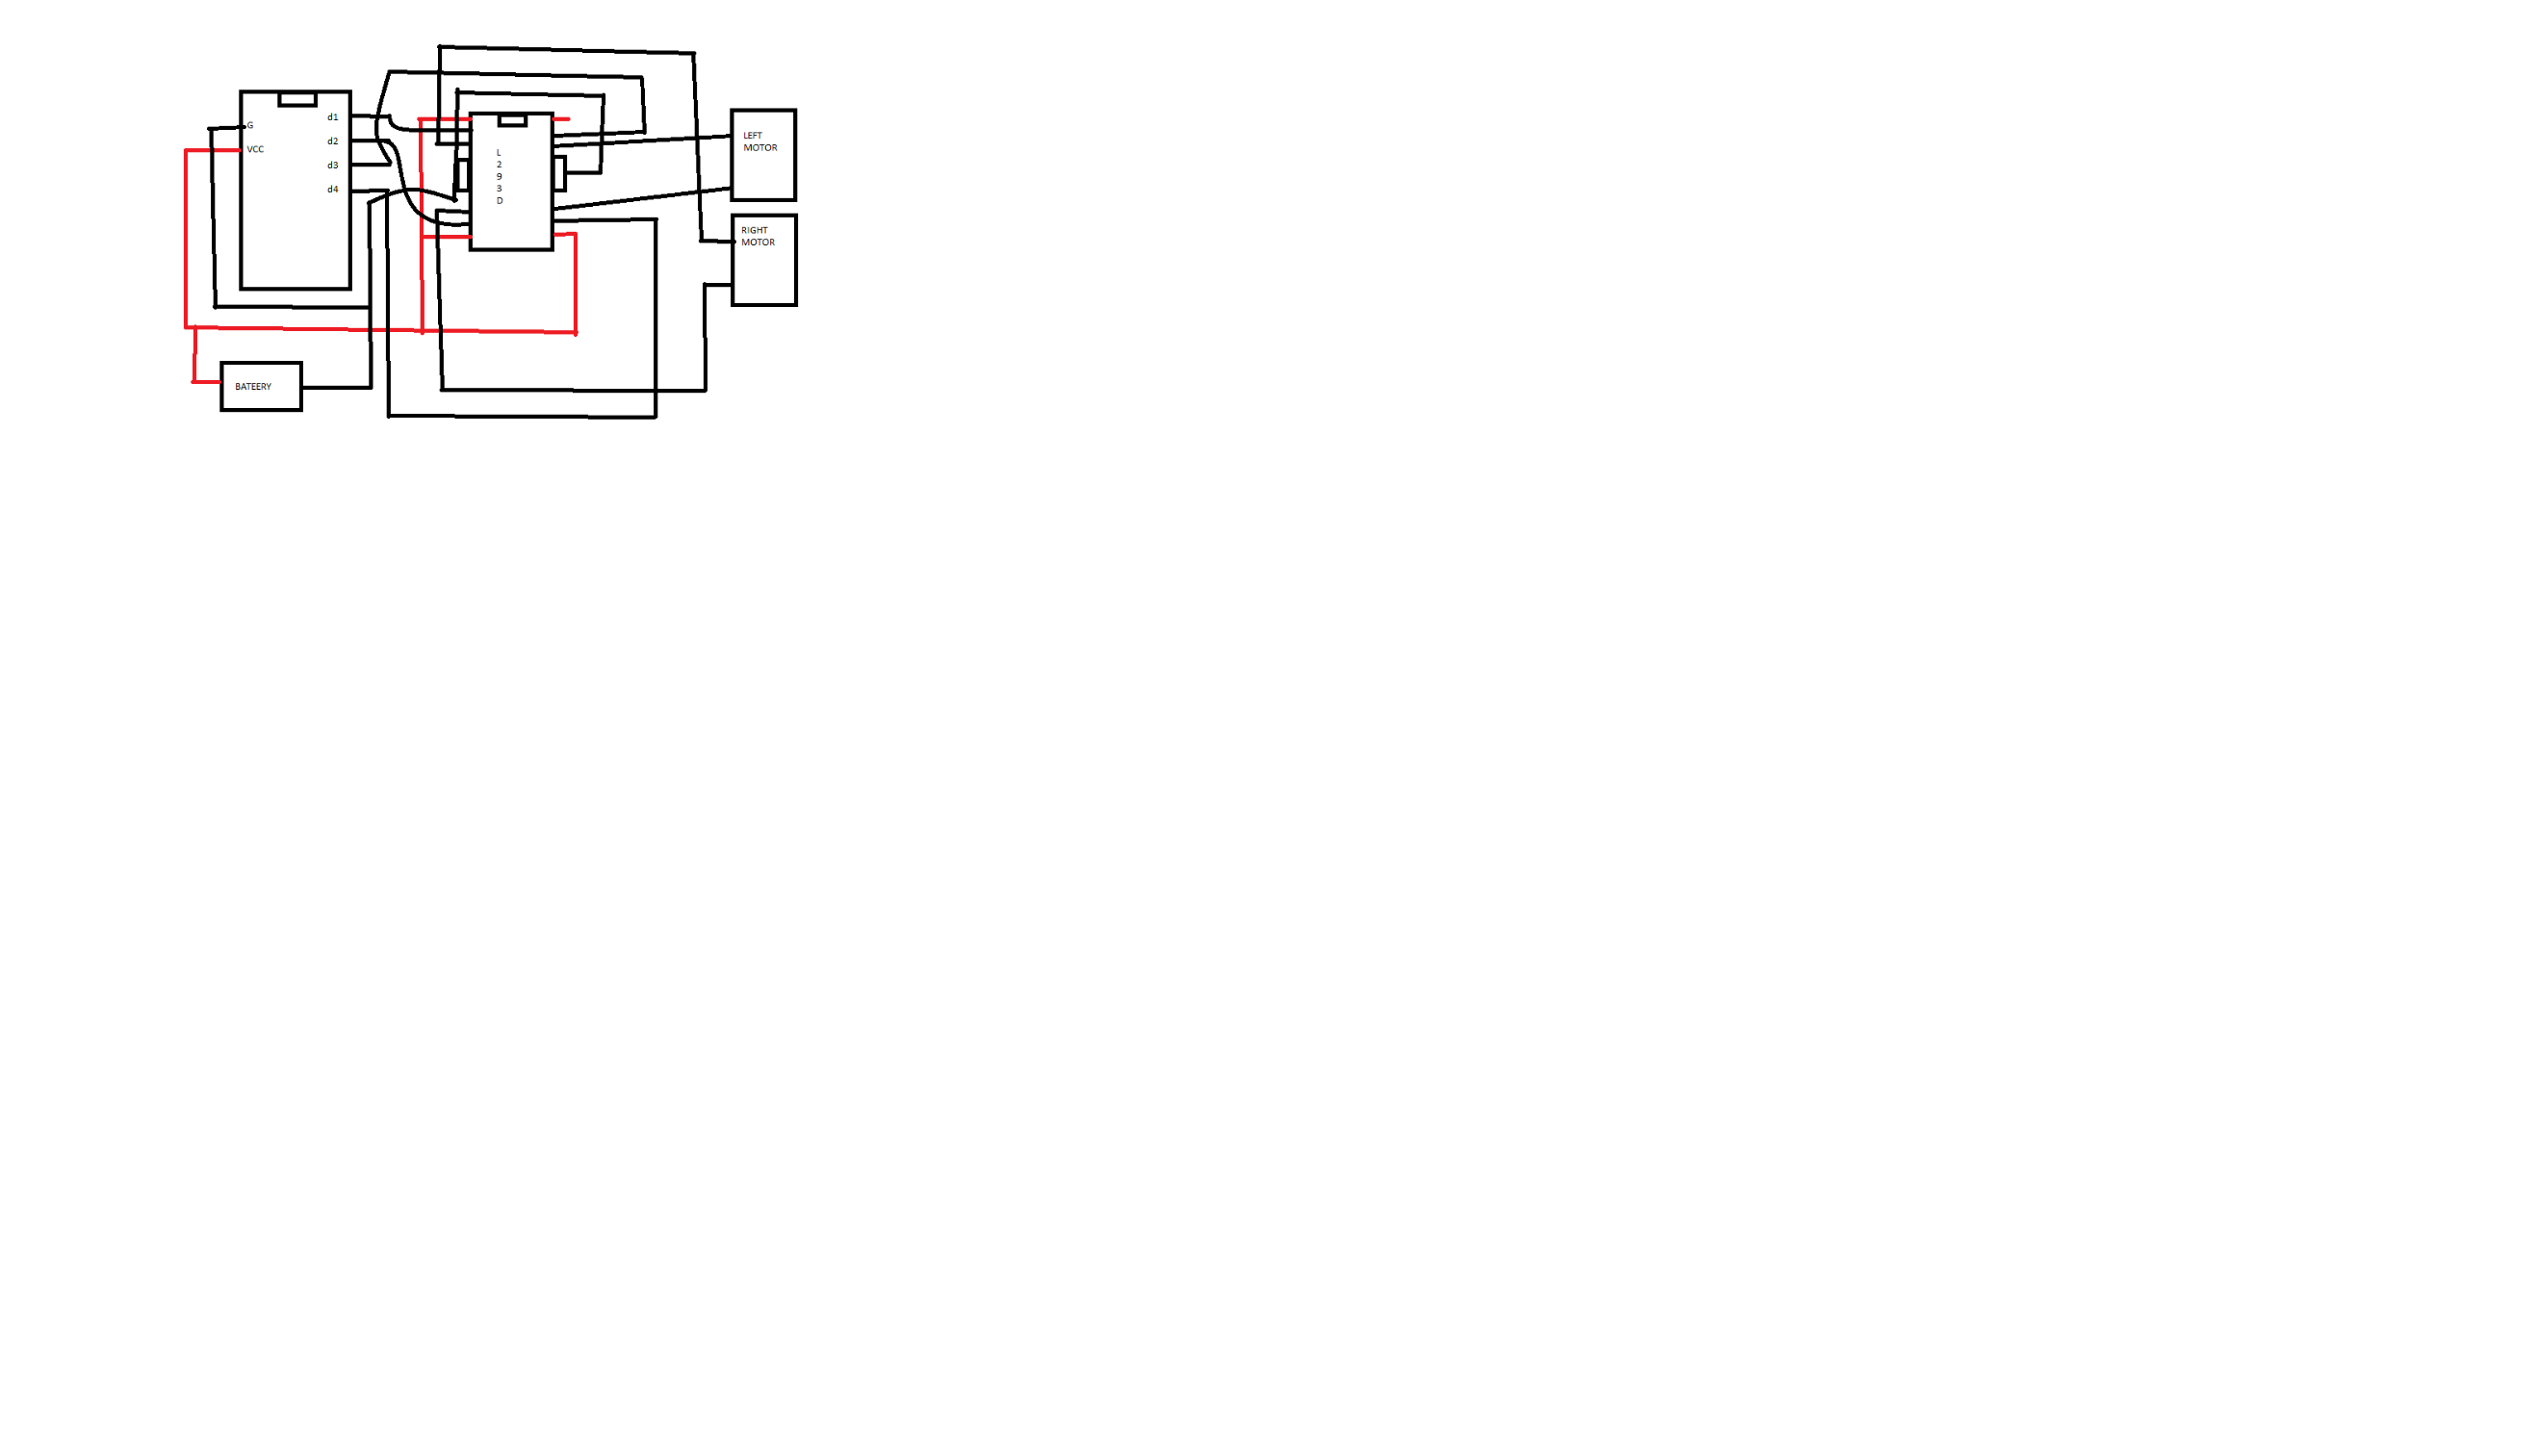 G
VCC
d1
d2
d3
d4
L
2
9
3
D
LEFT
MOTOR
RIGHT
MOTOR
BATEERY